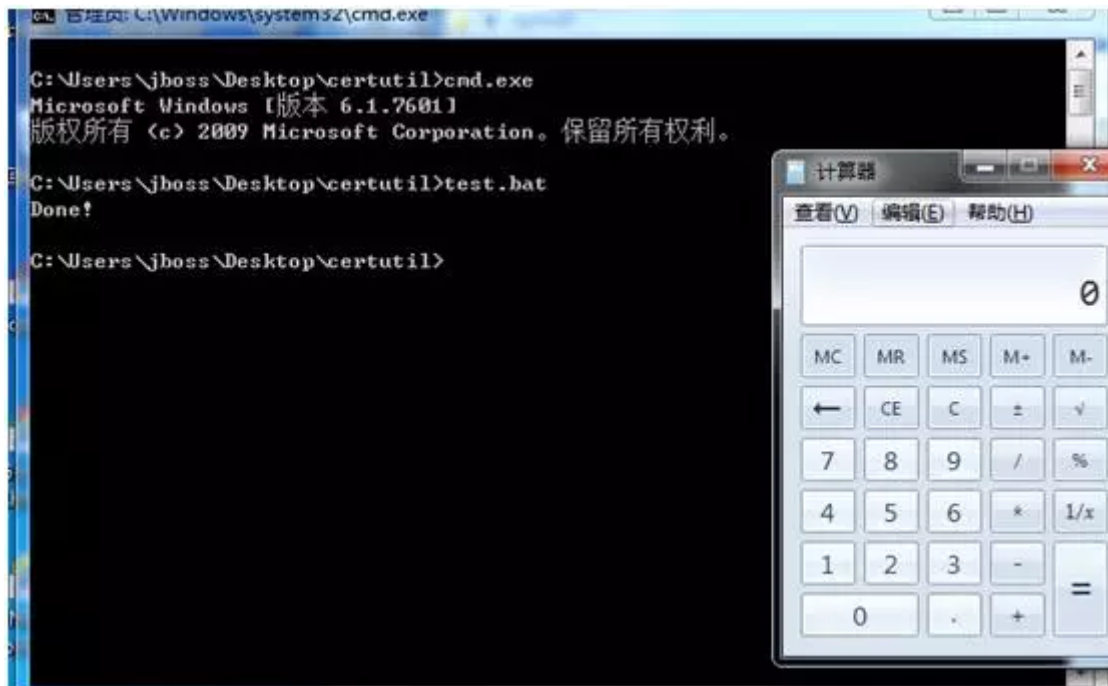 管理员: C:\Windows\system32\cmd.exe
C:\Users\jboss\Desktop\certutil>cmd.exe
Microsoft Windows [版本 6.1.7601]
版权所有 (c) 2009 Microsoft Corporation。保留所有权利。
C:\Users\jboss\Desktop\certutil>test.bat
Done!
C:\Users\jboss\Desktop\certutil>
计算器
查看(V) 编辑(E) 帮助(H)
0
MC MR MS M+ M-
← CE C ± √
7 8 9 / %
4 5 6 * 1/x
1 2 3 - =
0 . +